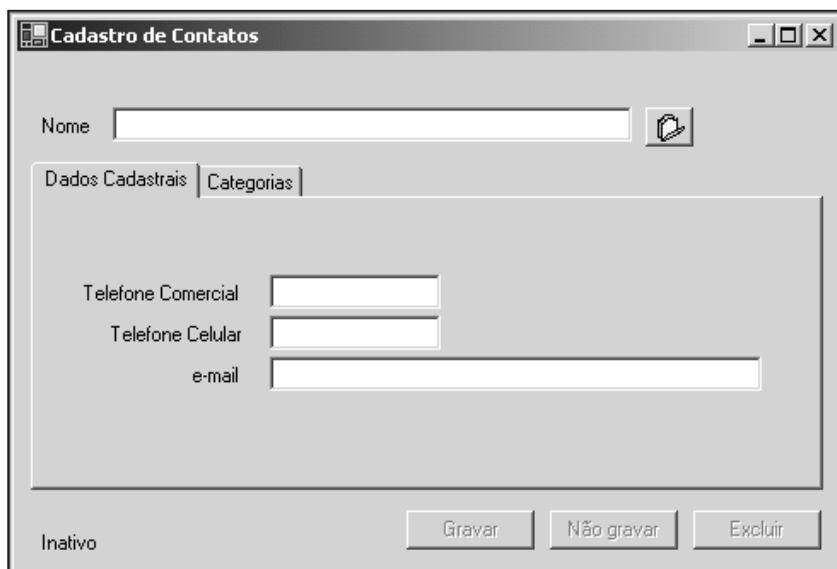 Cadastro de Contatos
Nome
Dados Cadastrais Categorias
Telefone Comercial
Telefone Celular
e-mail
Gravar Não gravar Excluir
Inativo